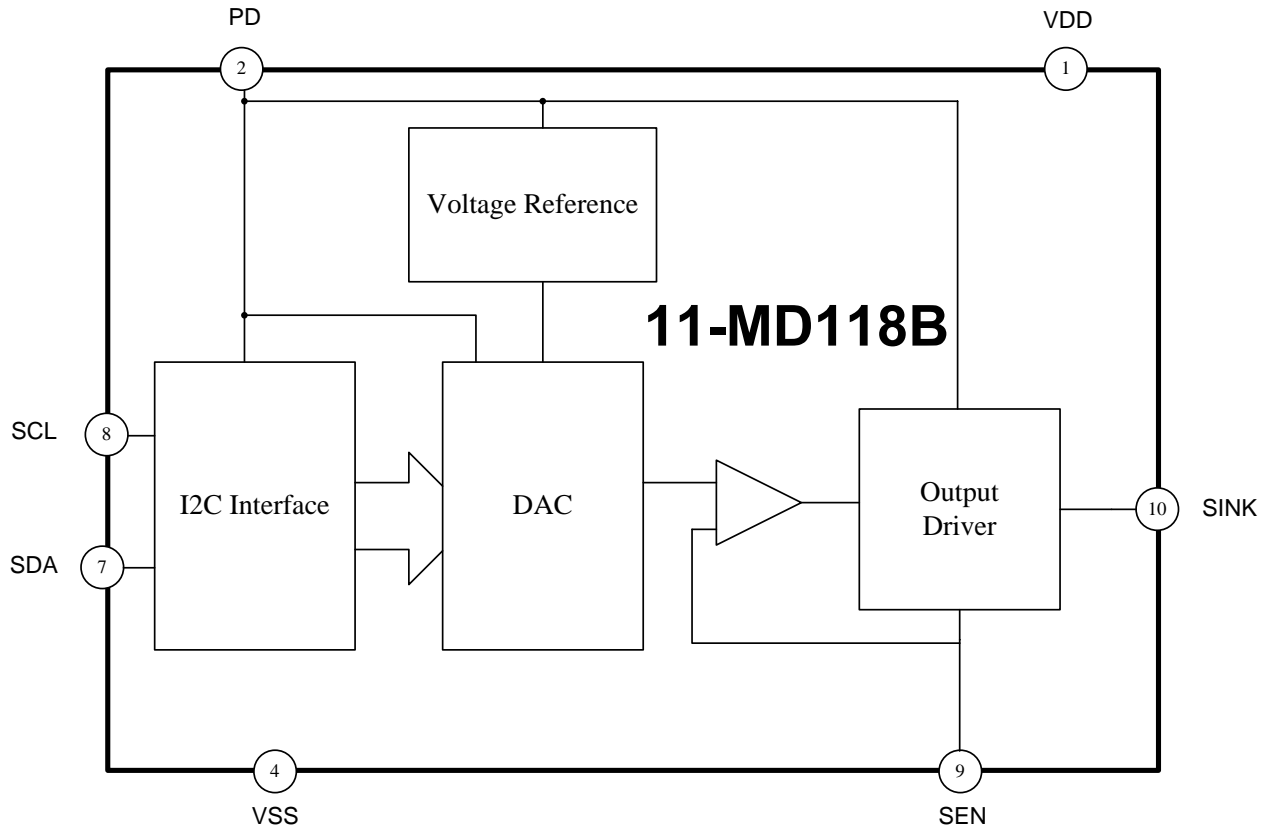 PD
VDD
2
1
Voltage Reference
11-MD118B
SCL
8
I2C Interface
DAC
Output
Driver
10
SINK
SDA
7
4
9
VSS
SEN